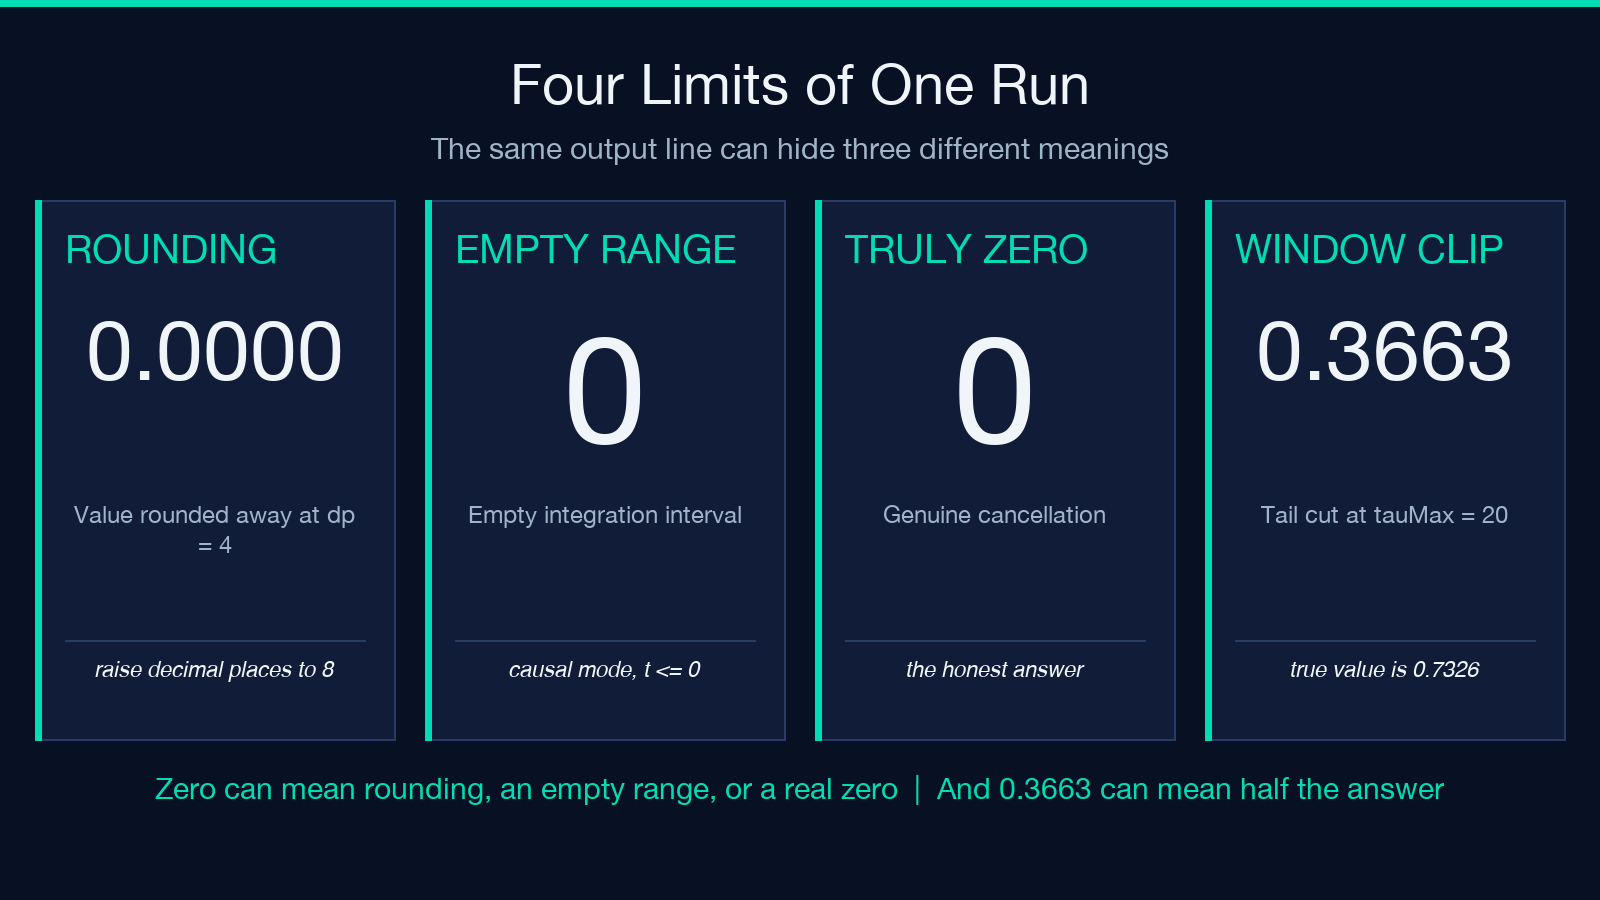 Four Limits of One Run
The same output line can hide three different meanings
ROUNDING
0.0000
Value rounded away at dp
= 4
raise decimal places to 8
EMPTY RANGE
0
Empty integration interval
causal mode, t <= 0
TRULY ZERO
0
Genuine cancellation
the honest answer
WINDOW CLIP
0.3663
Tail cut at tauMax = 20
true value is 0.7326
Zero can mean rounding, an empty range, or a real zero | And 0.3663 can mean half the answer